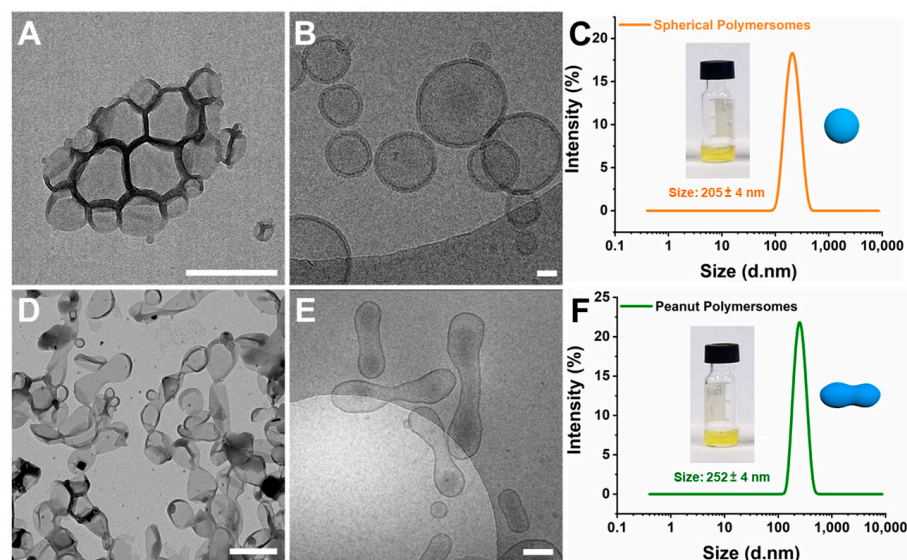 A
B
C
Spherical Polymersomes
Intensity (%)
20
15
10
5
0
Size: 205 ± 4 nm
0.1 1 10 100 1,000 10,000
Size (d.nm)
D
E
F
Peanut Polymersomes
Intensity (%)
25
20
15
10
5
0
Size: 252 ± 4 nm
0.1 1 10 100 1,000 10,000
Size (d.nm)